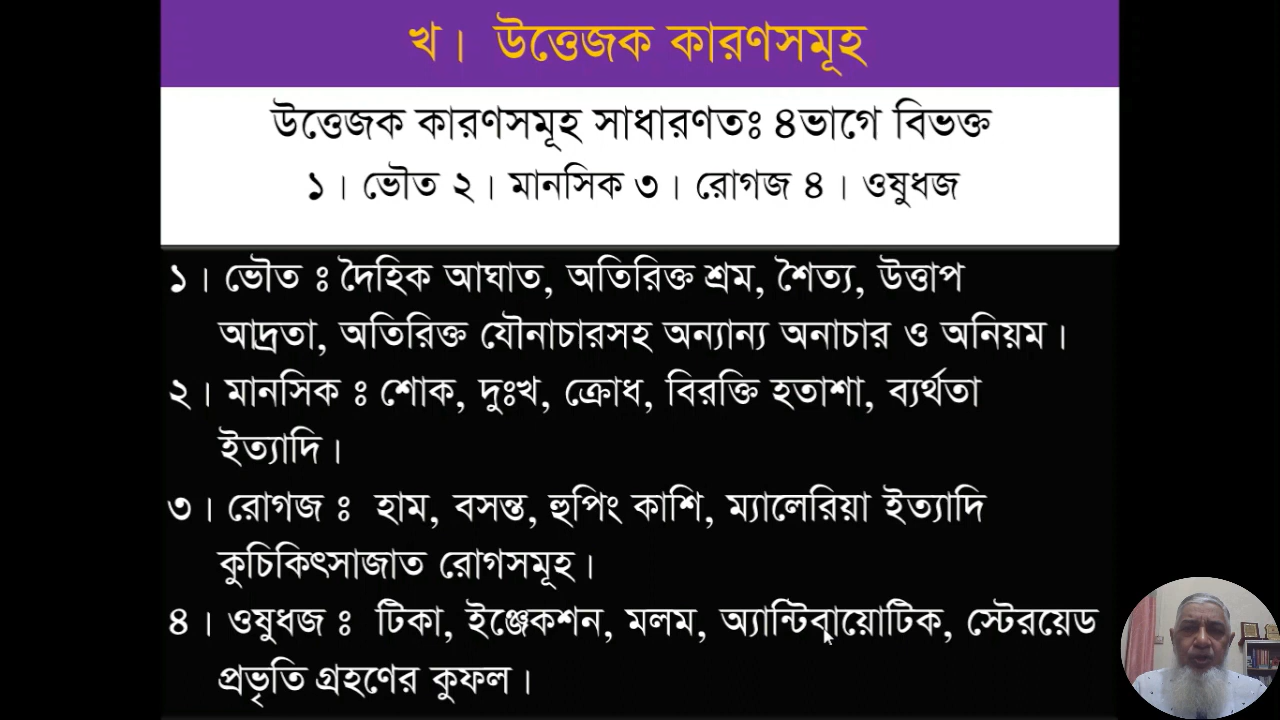 খ। উত্তেজক কারণসমূহ
উত্তেজক কারণসমূহ সাধারণতঃ ৪ভাগে বিভক্ত
১। ভৌত ২। মানসিক ৩। রোগজ ৪। ওষুধজ
১। ভৌত ঃ দৈহিক আঘাত, অতিরিক্ত শ্রম, শৈত্য, উত্তাপ
আদ্রতা, অতিরিক্ত যৌনাচারসহ অন্যান্য অনাচার ও অনিয়ম।
২। মানসিক ঃ শোক, দুঃখ, ক্রোধ, বিরক্তি হতাশা, ব্যর্থতা
ইত্যাদি।
৩। রোগজ ঃ হাম, বসন্ত, হুপিং কাশি, ম্যালেরিয়া ইত্যাদি
কুচিকিৎসাজাত রোগসমূহ।
৪। ওষুধজ ঃ টিকা, ইঞ্জেকশন, মলম, অ্যান্টিবায়োটিক, স্টেরয়েড
প্রভৃতি গ্রহণের কুফল।